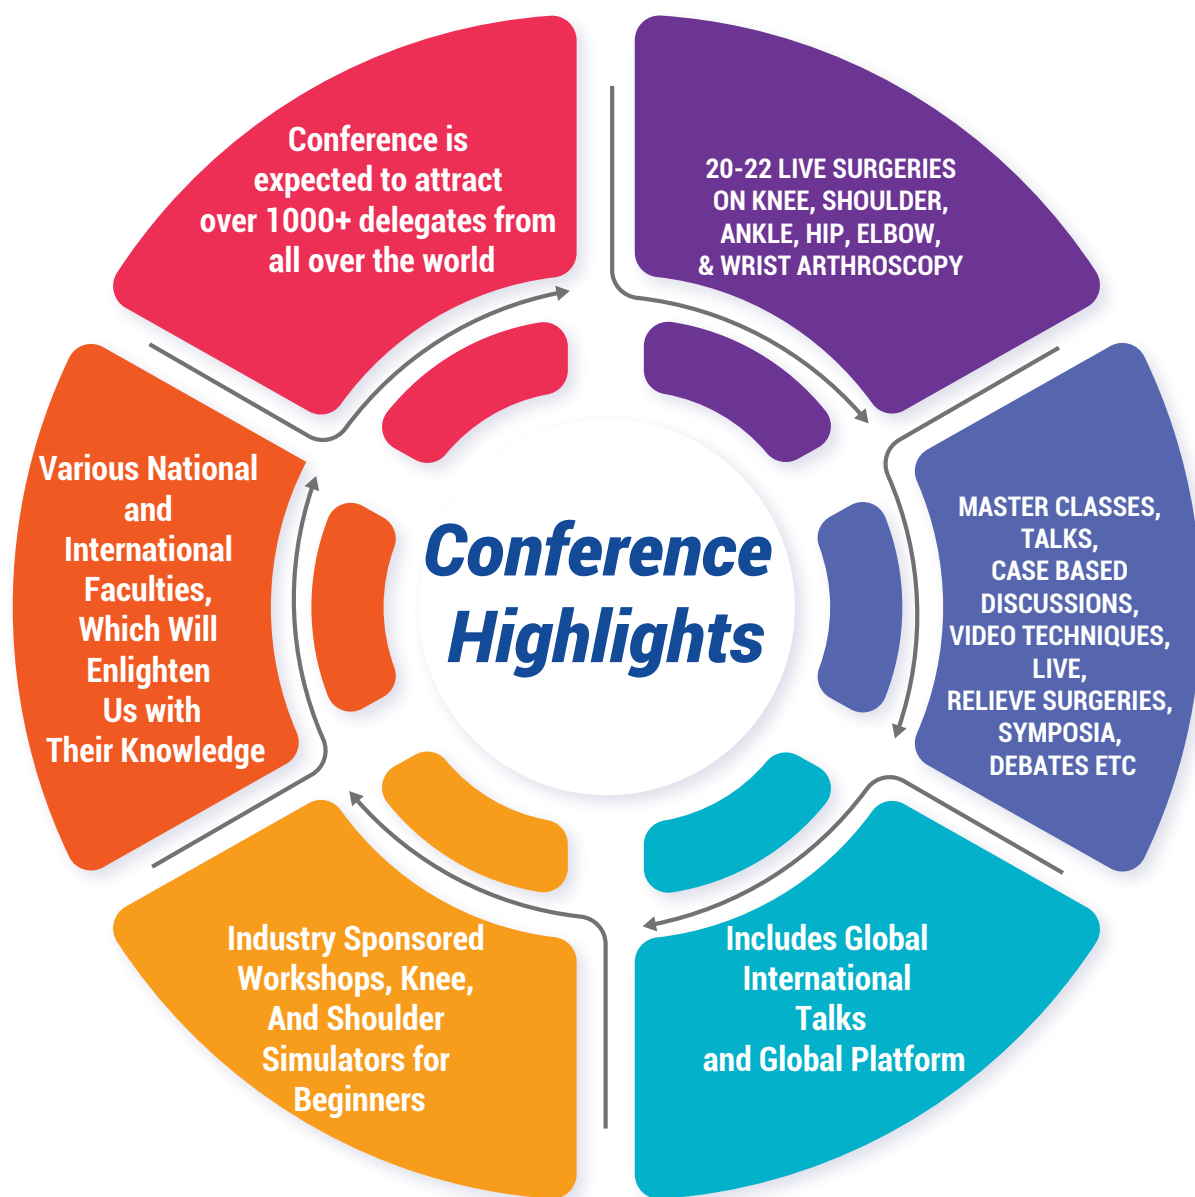 Conference is
expected to attract
over 1000+ delegates from
all over the world
20-22 LIVE SURGERIES
ON KNEE, SHOULDER,
ANKLE, HIP, ELBOW,
& WRIST ARTHROSCOPY
Various National
and
International
Faculties,
Which Will
Enlighten
Us with
Their Knowledge
Conference
Highlights
MASTER CLASSES,
TALKS,
CASE BASED
DISCUSSIONS,
VIDEO TECHNIQUES,
LIVE,
RELIEVE SURGERIES,
SYMPOSIA,
DEBATES ETC
Industry Sponsored
Workshops, Knee,
And Shoulder
Simulators for
Beginners
Includes Global
International
Talks
and Global Platform